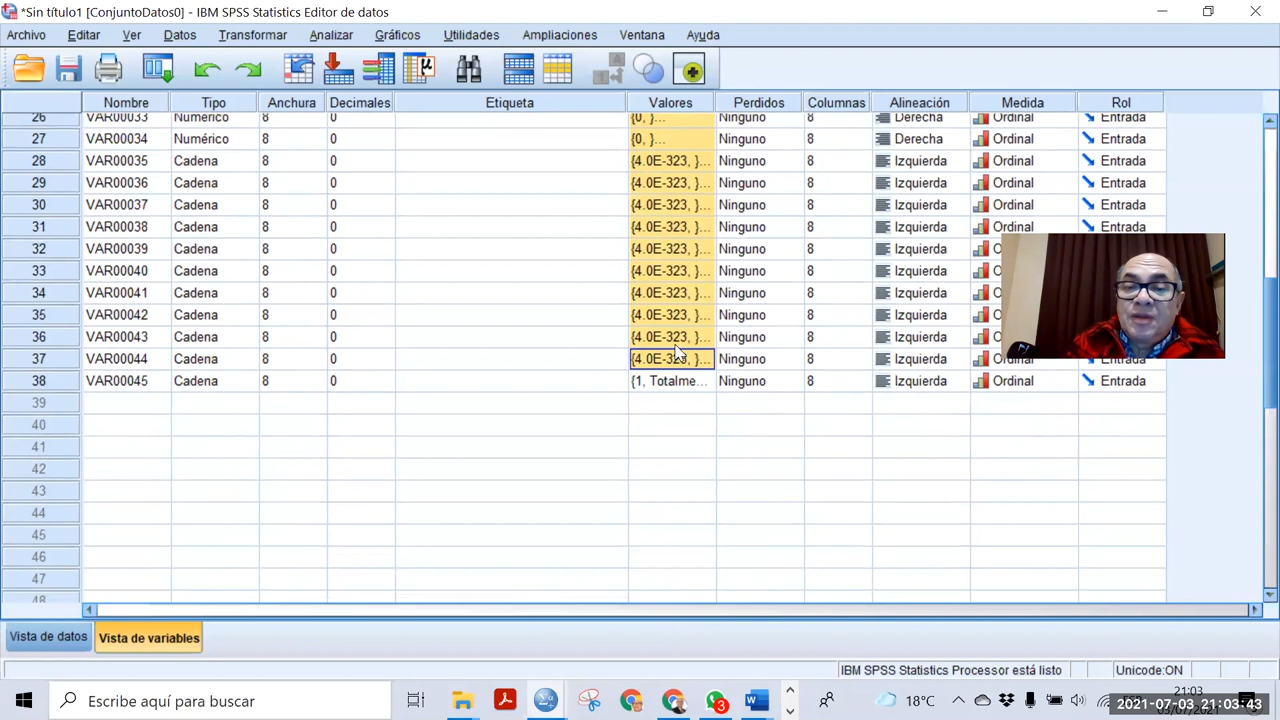 *Sin título1 [ConjuntoDatos0] - IBM SPSS Statistics Editor de datos
Archivo Editar Ver Datos Transformar Analizar Gráficos Utilidades Ampliaciones Ventana Ayuda
Nombre Tipo Anchura Decimales Etiqueta Valores Perdidos Columnas Alineación Medida Rol
26 VAR00033 Numérico 8 0 {0, }... Ninguno 8 Derecha Ordinal Entrada
27 VAR00034 Numérico 8 0 {0, }... Ninguno 8 Derecha Ordinal Entrada
28 VAR00035 Cadena 8 0 {4.0E-323, }... Ninguno 8 Izquierda Ordinal Entrada
29 VAR00036 Cadena 8 0 {4.0E-323, }... Ninguno 8 Izquierda Ordinal Entrada
30 VAR00037 Cadena 8 0 {4.0E-323, }... Ninguno 8 Izquierda Ordinal Entrada
31 VAR00038 Cadena 8 0 {4.0E-323, }... Ninguno 8 Izquierda Ordinal Entrada
32 VAR00039 Cadena 8 0 {4.0E-323, }... Ninguno 8 Izquierda
33 VAR00040 Cadena 8 0 {4.0E-323, }... Ninguno 8 Izquierda
34 VAR00041 Cadena 8 0 {4.0E-323, }... Ninguno 8 Izquierda
35 VAR00042 Cadena 8 0 {4.0E-323, }... Ninguno 8 Izquierda
36 VAR00043 Cadena 8 0 {4.0E-323, }... Ninguno 8 Izquierda
37 VAR00044 Cadena 8 0 {4.0E-323, }... Ninguno 8 Izquierda Ordinal Entrada
38 VAR00045 Cadena 8 0 {1, Totalme... Ninguno 8 Izquierda Ordinal Entrada
39
40
41
42
43
44
45
46
47
48
Vista de datos Vista de variables
IBM SPSS Statistics Processor está listo Unicode:ON
Escribe aquí para buscar 3 18°C 21:03
2021-07-03 21:03:43